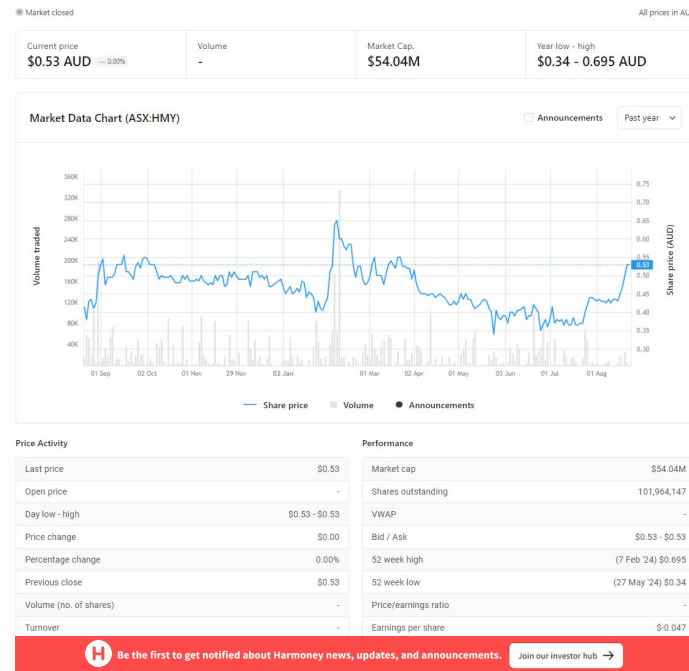 Market closed
All prices in AU
Current price
$0.53 AUD — 0.00%
Volume
-
Market Cap.
$54.04M
Year low - high
$0.34 - 0.695 AUD
Market Data Chart (ASX:HMY)
Announcements
Past year
360K
320K
280K
240K
200K
160K
120K
80K
40K
Volume traded
0.75
0.70
0.65
0.60
0.55
0.53
0.50
0.45
0.40
0.35
0.30
Share price (AUD)
01 Sep
02 Oct
01 Nov
29 Nov
02 Jan
01 Mar
02 Apr
01 May
03 Jun
01 Jul
01 Aug
Share price
Volume
Announcements
Price Activity
Last price $0.53
Open price -
Day low - high $0.53 - $0.53
Price change $0.00
Percentage change 0.00%
Previous close $0.53
Volume (no. of shares) -
Turnover -
Performance
Market cap $54.04M
Shares outstanding 101,964,147
VWAP -
Bid / Ask $0.53 - $0.53
52 week high (7 Feb '24) $0.695
52 week low (27 May '24) $0.34
Price/earnings ratio -
Earnings per share $-0.047
H Be the first to get notified about Harmoney news, updates, and announcements.
Join our investor hub →